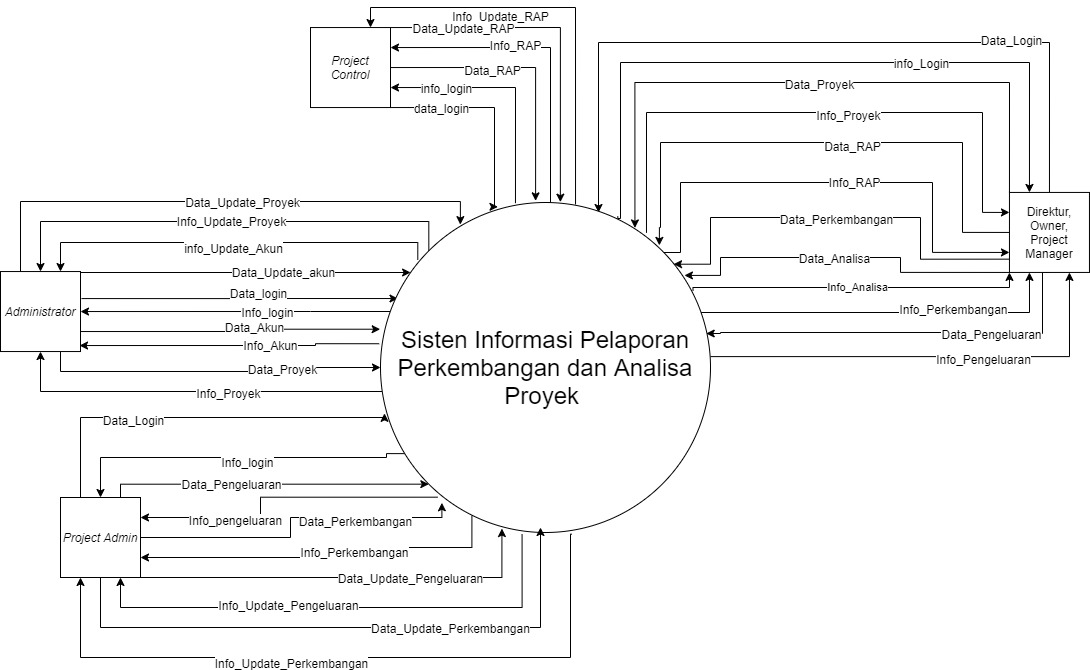 Info_Update_RAP
Data_Update_RAP
Info_RAP
Data_RAP
info_login
data_login
Project
Control
Data_Login
info_Login
Data_Proyek
Info_Proyek
Data_RAP
Info_RAP
Data_Perkembangan
Data_Analisa
Info_Analisa
Info_Perkembangan
Data_Pengeluaran
Info_Pengeluaran
Direktur,
Owner,
Project
Manager
Data_Update_Proyek
Info_Update_Proyek
info_Update_Akun
Data_Update_akun
Data_login
Info_login
Data_Akun
Info_Akun
Data_Proyek
Info_Proyek
Administrator
Sisten Informasi Pelaporan
Perkembangan dan Analisa
Proyek
Data_Login
Info_login
Data_Pengeluaran
Info_pengeluaran
Data_Perkembangan
Info_Perkembangan
Data_Update_Pengeluaran
Info_Update_Pengeluaran
Data_Update_Perkembangan
Info_Update_Perkembangan
Project Admin